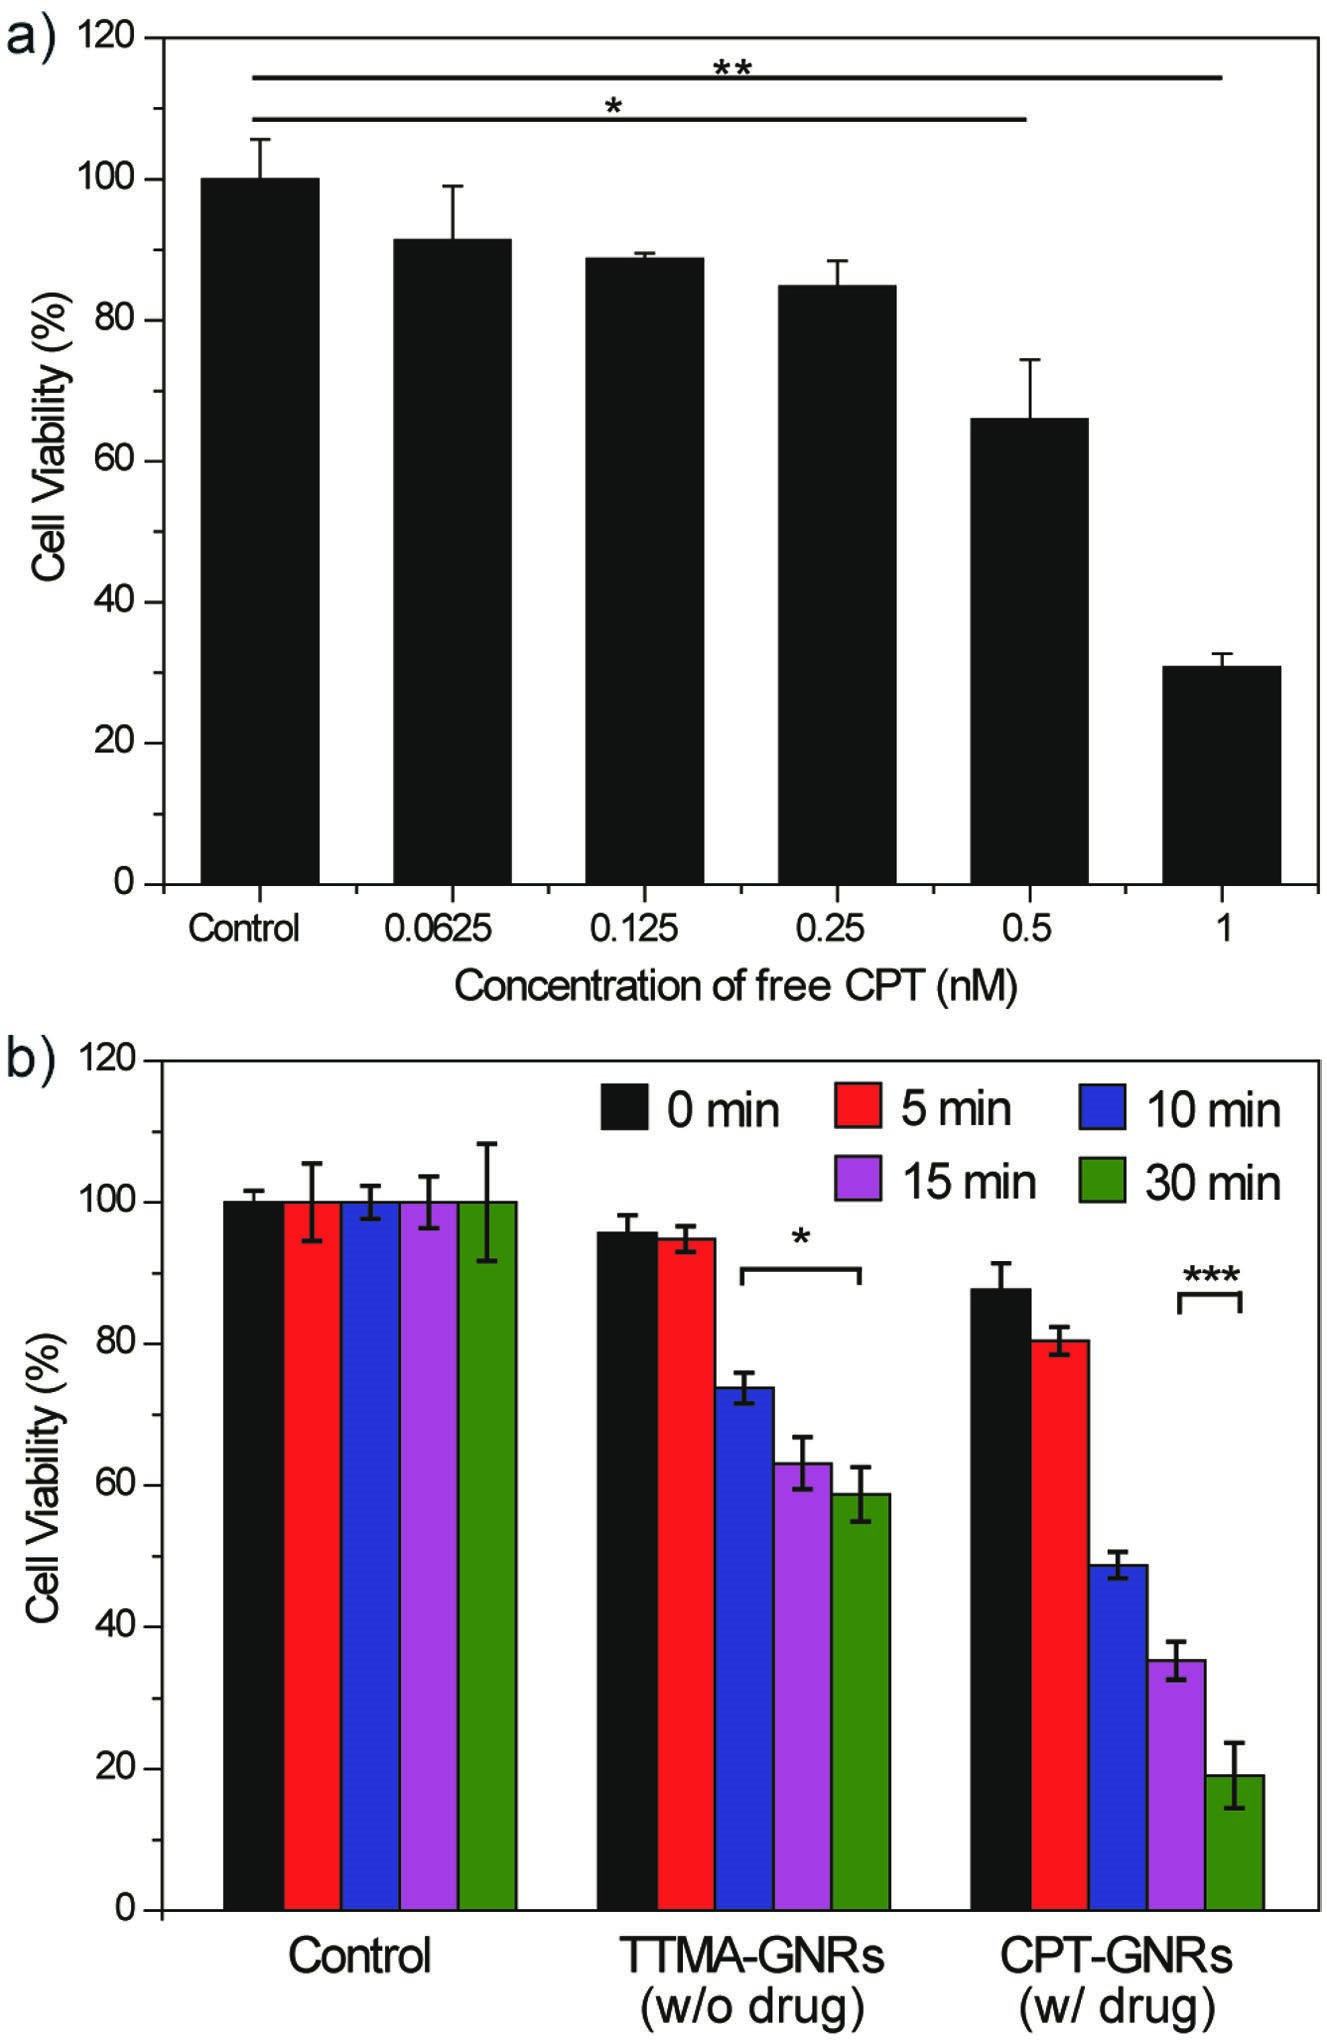 a)
120
100
80
60
40
20
0
Cell Viability (%)
**
*
Control 0.0625 0.125 0.25 0.5 1
Concentration of free CPT (nM)
b)
120
100
80
60
40
20
0
Cell Viability (%)
0 min 5 min 10 min
15 min 30 min
*
***
Control TTMA-GNRs CPT-GNRs
(w/o drug) (w/ drug)